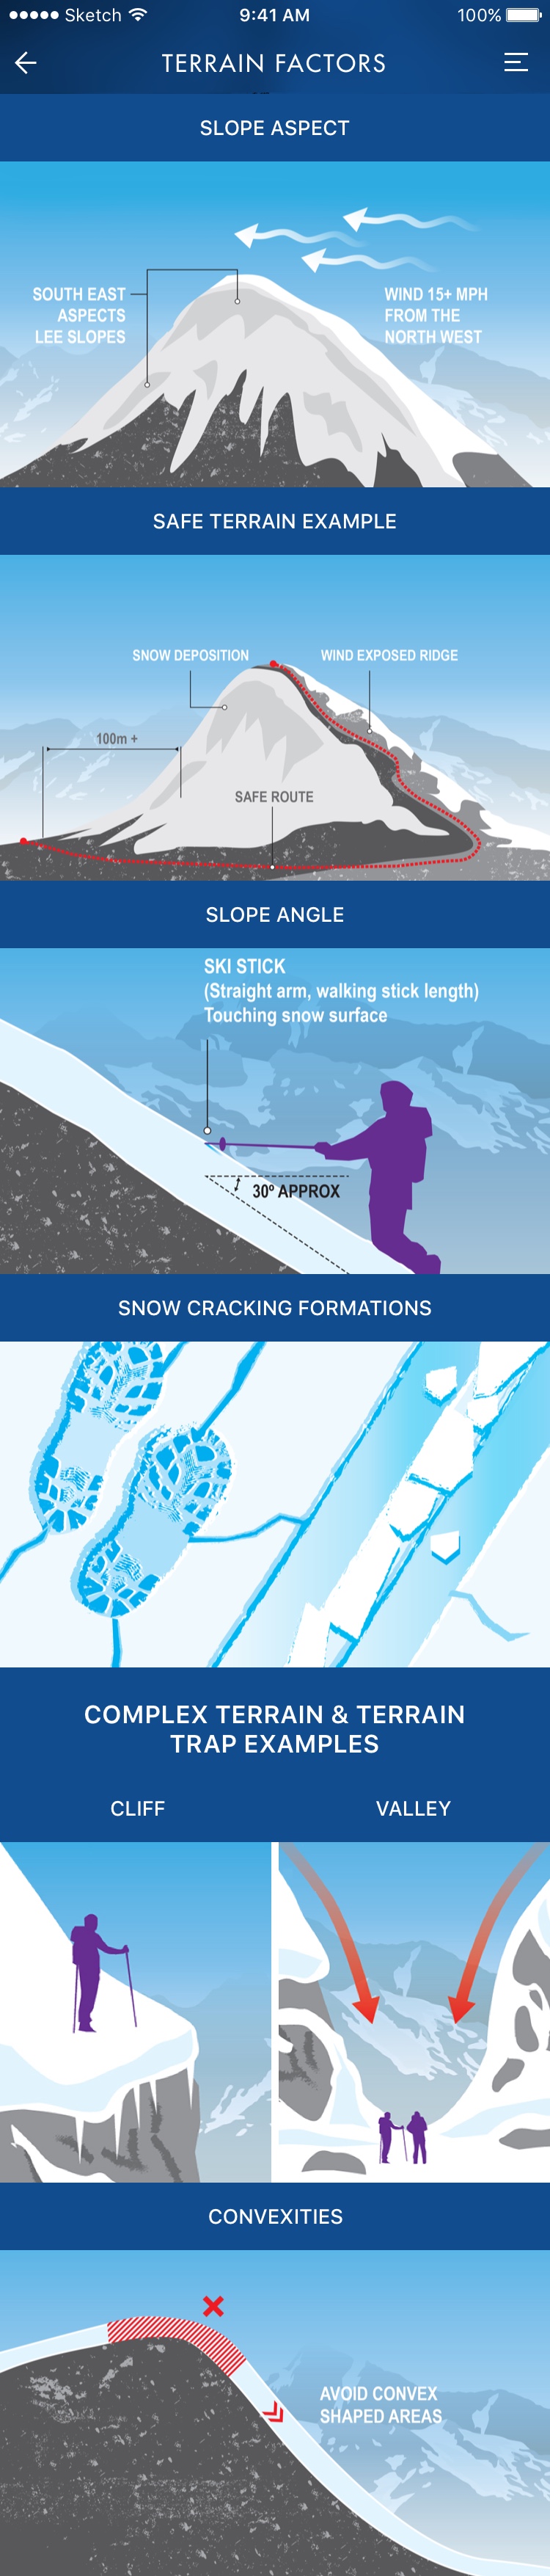 Sketch 9:41 AM 100%
TERRAIN FACTORS
SLOPE ASPECT
SOUTH EAST
ASPECTS
LEE SLOPES
WIND 15+ MPH
FROM THE
NORTH WEST
SAFE TERRAIN EXAMPLE
SNOW DEPOSITION
WIND EXPOSED RIDGE
100m +
SAFE ROUTE
SLOPE ANGLE
SKI STICK
(Straight arm, walking stick length)
Touching snow surface
30º APPROX
SNOW CRACKING FORMATIONS
COMPLEX TERRAIN & TERRAIN
TRAP EXAMPLES
CLIFF
VALLEY
CONVEXITIES
AVOID CONVEX
SHAPED AREAS